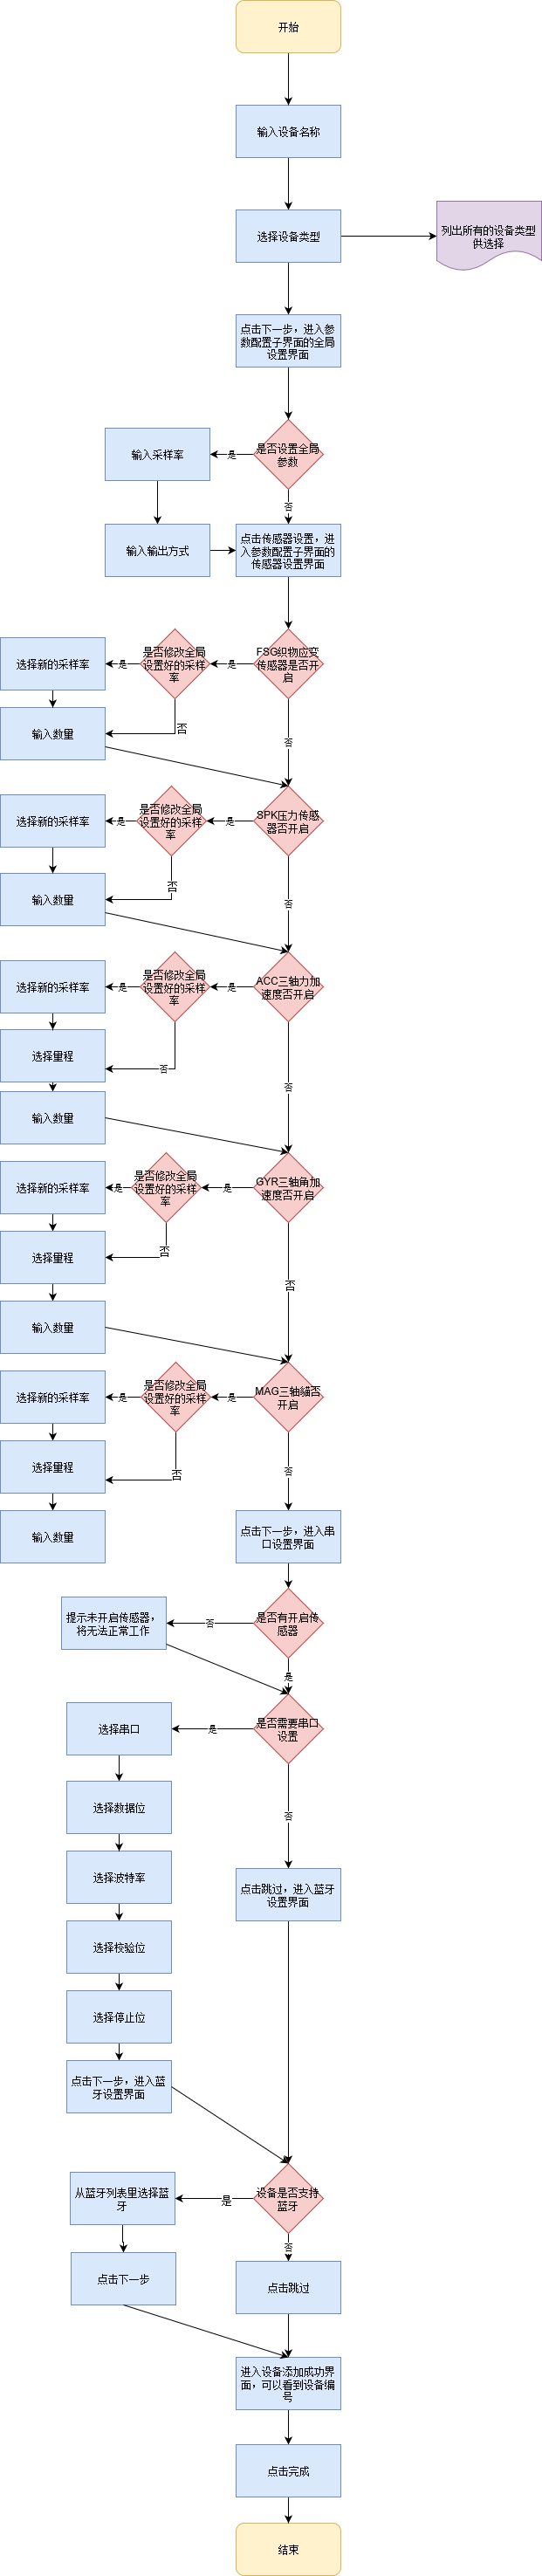 开始
输入设备名称
选择设备类型
列出所有的设备类型
供选择
点击下一步，进入参
数配置子界面的全局
设置界面
是否设置全局
参数
是
输入采样率
否
输入输出方式
点击传感器设置，进
入参数配置子界面的
传感器设置界面
FSG织物应变
传感器是否开
启
是
是否修改全局
设置好的采样
率
是
选择新的采样率
否
输入数量
否
SPK压力传感
器否开启
是
是否修改全局
设置好的采样
率
是
选择新的采样率
否
输入数量
否
ACC三轴力加
速度否开启
是
是否修改全局
设置好的采样
率
是
选择新的采样率
选择量程
否
输入数量
否
GYR三轴角加
速度否开启
是
是否修改全局
设置好的采样
率
是
选择新的采样率
选择量程
否
输入数量
否
MAG三轴鍿否
开启
是
是否修改全局
设置好的采样
率
是
选择新的采样率
选择量程
否
输入数量
否
点击下一步，进入串
口设置界面
是否有开启传
感器
否
提示未开启传感器，
将无法正常工作
是
是否需要串口
设置
是
选择串口
选择数据位
选择波特率
选择校验位
选择停止位
点击下一步，进入蓝
牙设置界面
否
点击跳过，进入蓝牙
设置界面
设备是否支持
蓝牙
是
从蓝牙列表里选择蓝
牙
点击下一步
否
点击跳过
进入设备添加成功界
面，可以看到设备编
号
点击完成
结束